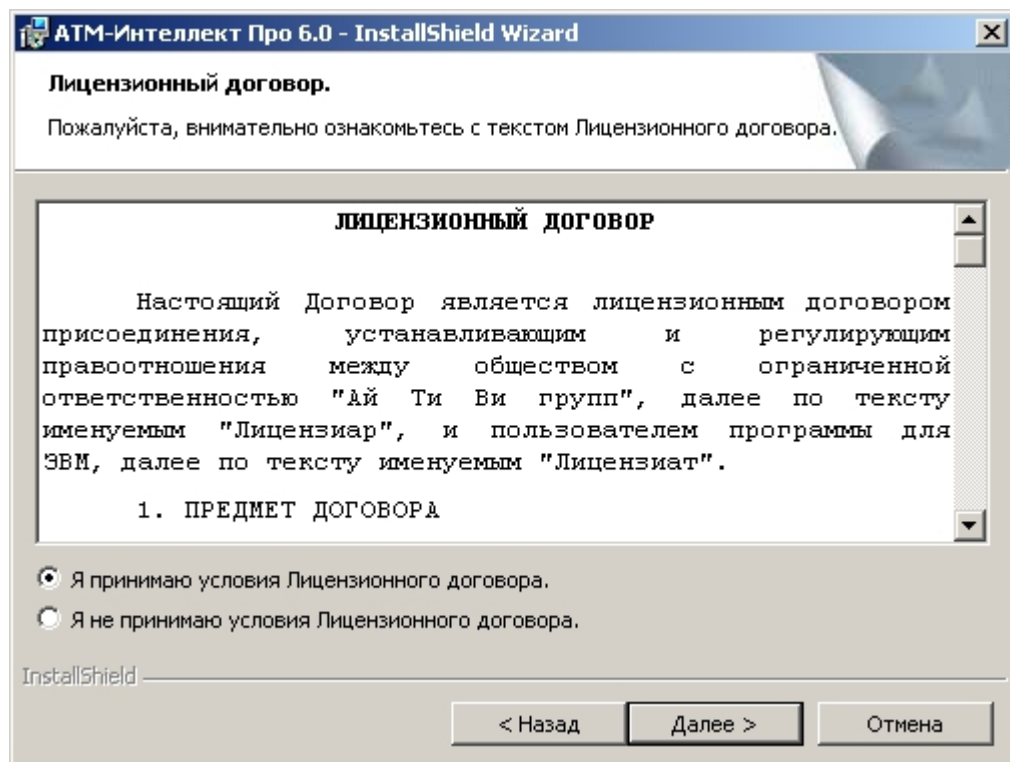 АТМ-Интеллект Про 6.0 - InstallShield Wizard
Лицензионный договор.
Пожалуйста, внимательно ознакомьтесь с текстом Лицензионного договора.
ЛИЦЕНЗИОННЫЙ ДОГОВОР
Настоящий Договор является лицензионным договором
присоединения, устанавливающим и регулирующим
правоотношения между обществом с ограниченной
ответственностью "Ай Ти Ви групп", далее по тексту
именуемым "Лицензиар", и пользователем программы для
ЭВМ, далее по тексту именуемым "Лицензиат".
1. ПРЕДМЕТ ДОГОВОРА
Я принимаю условия Лицензионного договора.
Я не принимаю условия Лицензионного договора.
InstallShield
< Назад
Далее >
Отмена